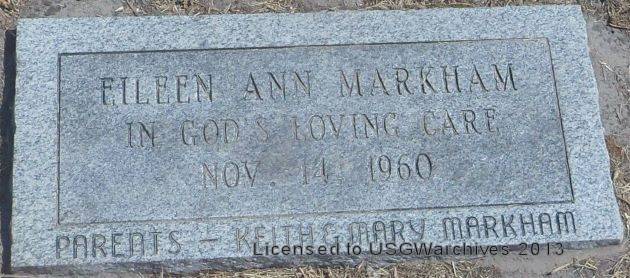 EILEEN ANN MARKHAM
IN GOD'S LOVING CARE
NOV. 14, 1960
PARENTS – KEITH & MARY MARKHAM
Licensed to USGWarchives 2013